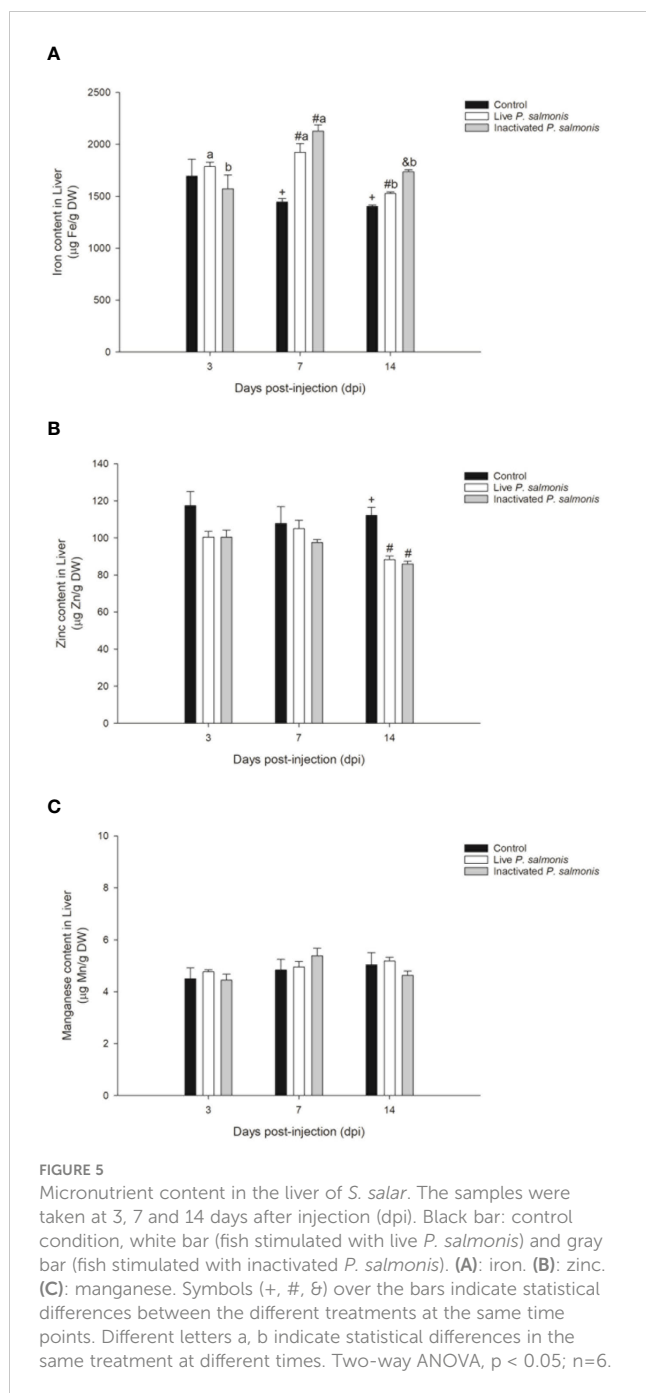 A
Iron content in Liver
(µg Fe/g DW)
2500
2000
1500
1000
500
0
a
b
+
#a
#a
+
#b
&b
3
7
14
Days post-injection (dpi)
Control
Live P. salmonis
Inactivated P. salmonis
B
Zinc content in Liver
(µg Zn/g DW)
140
120
100
80
60
40
20
0
+
#
#
3
7
14
Days post-injection (dpi)
Control
Live P. salmonis
Inactivated P. salmonis
C
Manganese content in Liver
(µg Mn/g DW)
10
8
6
4
2
0
3
7
14
Days post-injection (dpi)
Control
Live P. salmonis
Inactivated P. salmonis
FIGURE 5
Micronutrient content in the liver of S. salar. The samples were
taken at 3, 7 and 14 days after injection (dpi). Black bar: control
condition, white bar (fish stimulated with live P. salmonis) and gray
bar (fish stimulated with inactivated P. salmonis). (A): iron. (B): zinc.
(C): manganese. Symbols (+, #, &) over the bars indicate statistical
differences between the different treatments at the same time
points. Different letters a, b indicate statistical differences in the
same treatment at different times. Two-way ANOVA, p < 0.05; n=6.